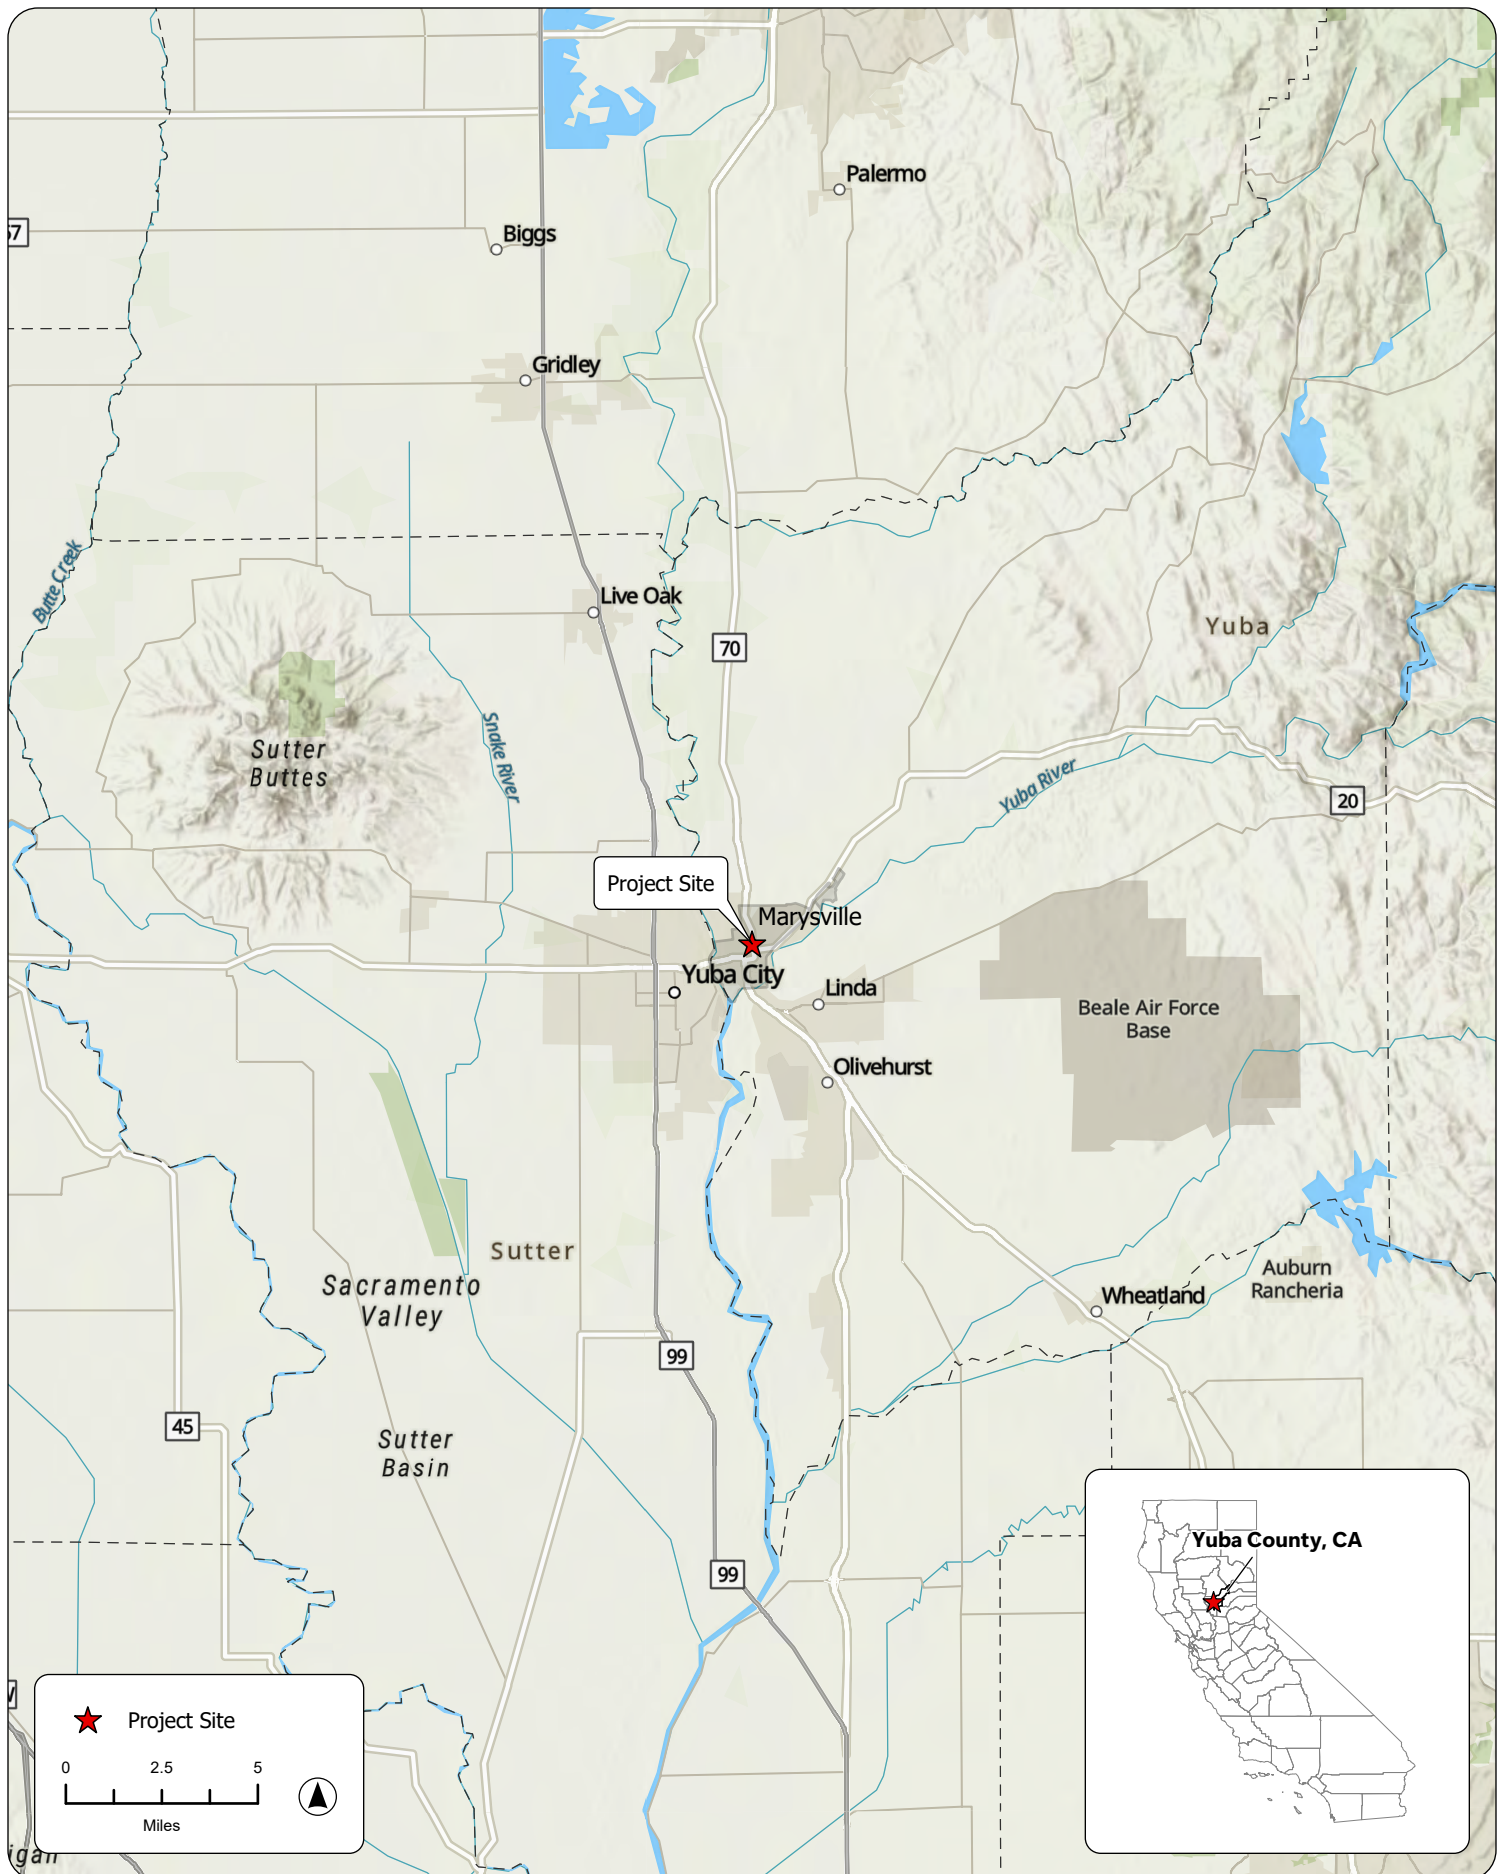 Palermo
57
Biggs
Gridley
Butte Creek
Live Oak
70
Yuba
Sutter
Buttes
Snake River
Yuba River
20
Project Site
Marysville
Yuba City
Linda
Beale Air Force
Base
Olivehurst
Sutter
Sacramento
Valley
Auburn
Rancheria
Wheatland
99
45
Sutter
Basin
99
Yuba County, CA
Project Site
0 2.5 5
Miles
igan